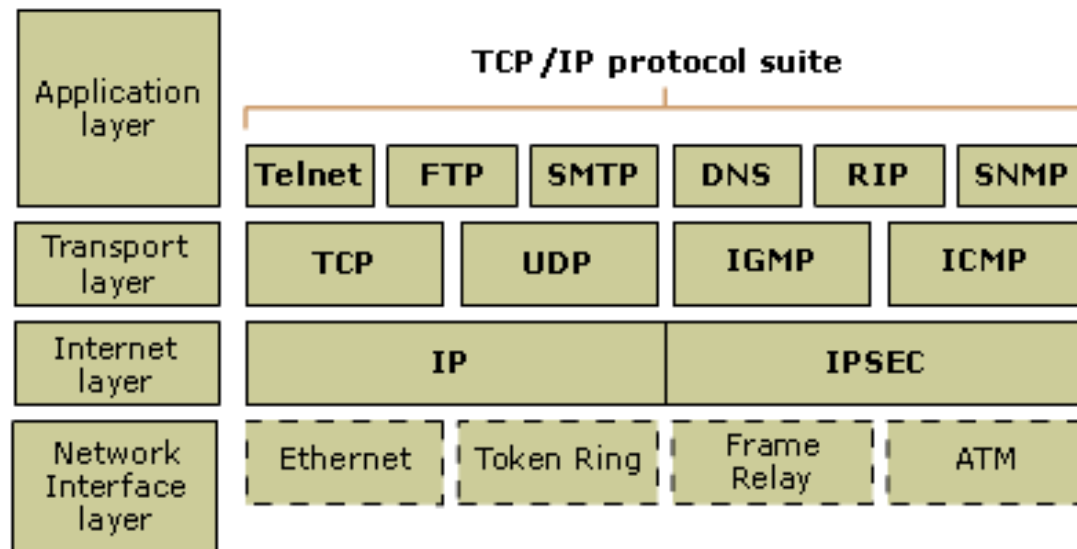 TCP/IP protocol suite
Application
layer
Telnet FTP SMTP DNS RIP SNMP
Transport
layer
TCP UDP IGMP ICMP
Internet
layer
IP IPSEC
Network
Interface
layer
Ethernet Token Ring Frame
Relay ATM